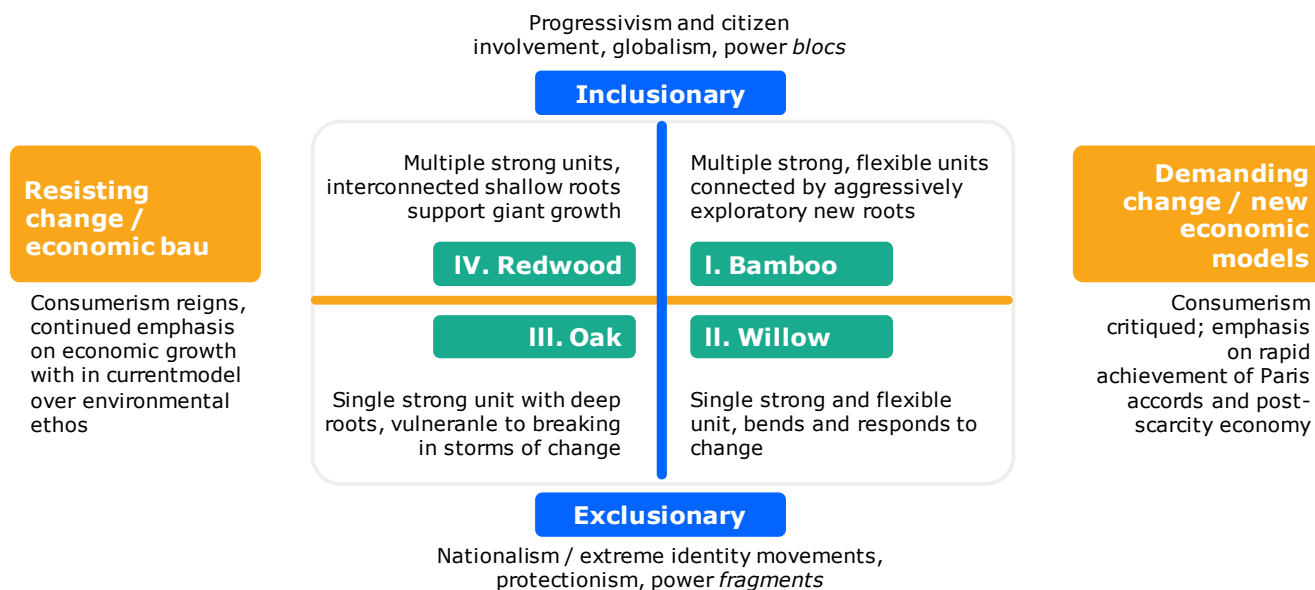 Progressivism and citizen
involvement, globalism, power blocs
Inclusionary
Resisting
change /
economic bau
Consumerism reigns,
continued emphasis
on economic growth
with in currentmodel
over environmental
ethos
Multiple strong units,
interconnected shallow roots
support giant growth
IV. Redwood
Multiple strong, flexible units
connected by aggressively
exploratory new roots
I. Bamboo
III. Oak
Single strong unit with deep
roots, vulneranle to breaking
in storms of change
II. Willow
Single strong and flexible
unit, bends and responds to
change
Demanding
change / new
economic
models
Consumerism
critiqued; emphasis
on rapid
achievement of Paris
accords and post-
scarcity economy
Exclusionary
Nationalism / extreme identity movements,
protectionism, power fragments